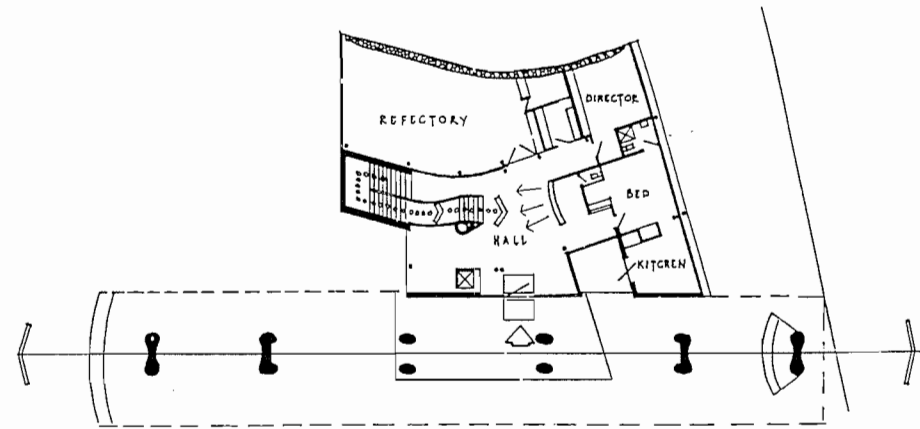 REFECTORY
DIRECTOR
BED
HALL
KITCHEN